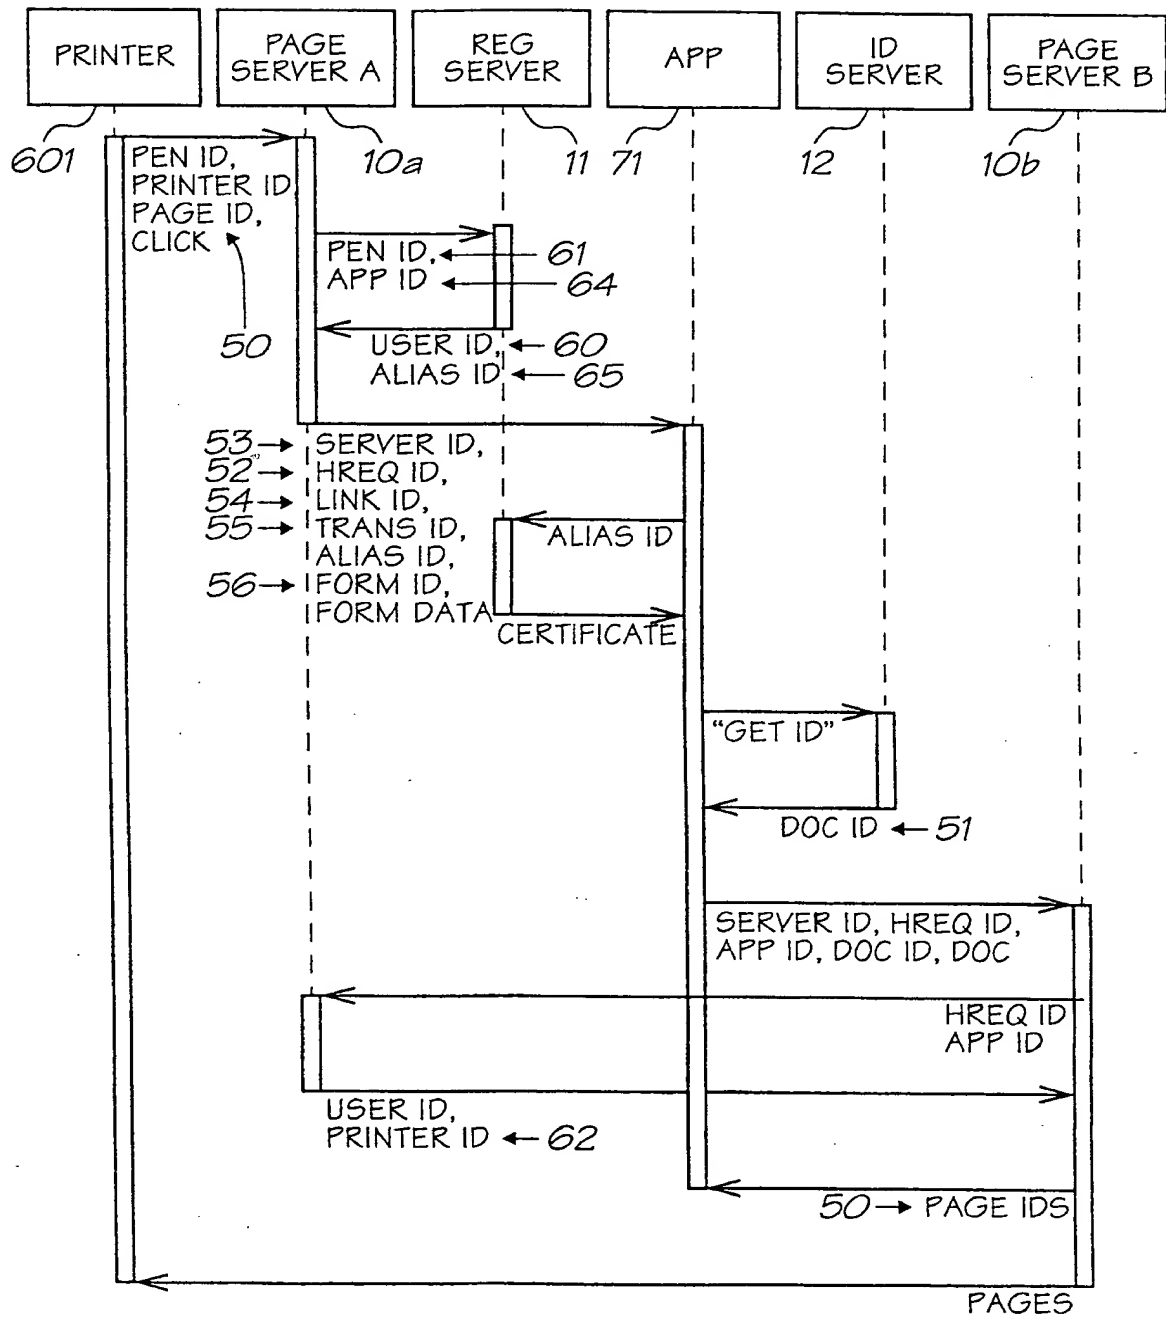 PRINTER
PAGE
SERVER A
REG
SERVER
APP
ID
SERVER
PAGE
SERVER B
601
10a
11
71
12
10b
PEN ID,
PRINTER ID
PAGE ID,
CLICK
50
PEN ID,
61
APP ID
64
USER ID,
60
ALIAS ID
65
53
SERVER ID,
52
HREQ ID,
54
LINK ID,
55
TRANS ID,
ALIAS ID,
56
FORM ID,
FORM DATA
ALIAS ID
CERTIFICATE
"GET ID"
DOC ID
51
SERVER ID, HREQ ID,
APP ID, DOC ID, DOC
HREQ ID
APP ID
USER ID,
PRINTER ID
62
50
PAGE IDS
PAGES